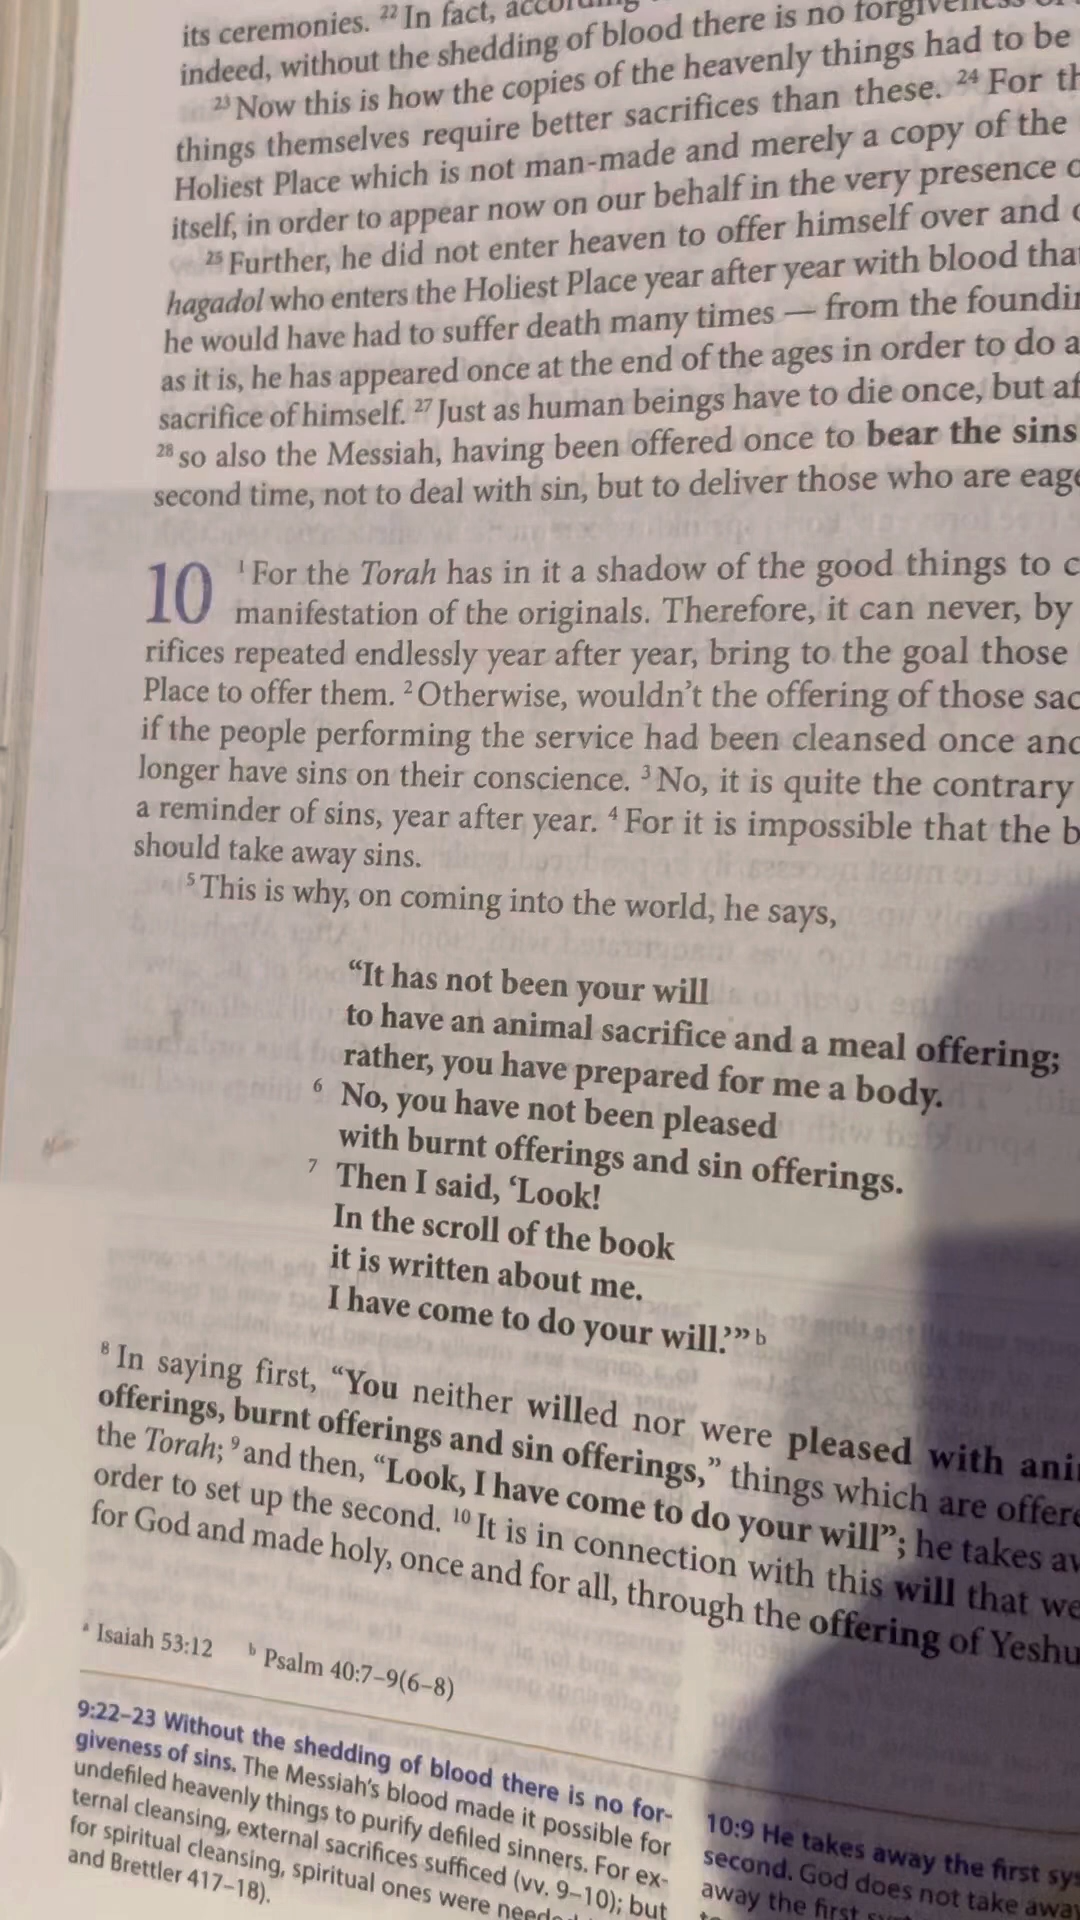 its ceremonies. ²² In fact,
indeed, without the shedding of blood there is no
²³ Now this is how the copies of the heavenly things had to be
things themselves require better sacrifices than these. ²⁴ For
Holiest Place which is not man-made and merely a copy of the
itself, in order to appear now on our behalf in the very presence
²⁵ Further, he did not enter heaven to offer himself over and
hagadol who enters the Holiest Place year after year with blood
he would have had to suffer death many times — from the
as it is, he has appeared once at the end of the ages in order to do
sacrifice of himself. ²⁷ Just as human beings have to die once, but
²⁸ so also the Messiah, having been offered once to bear the sins
second time, not to deal with sin, but to deliver those who are
10 ¹ For the Torah has in it a shadow of the good things to
manifestation of the originals. Therefore, it can never, by
rifices repeated endlessly year after year, bring to the goal those
Place to offer them. ² Otherwise, wouldn't the offering of those
if the people performing the service had been cleansed once
longer have sins on their conscience. ³ No, it is quite the contrary
a reminder of sins, year after year. ⁴ For it is impossible that the
should take away sins.
⁵ This is why, on coming into the world, he says,
“It has not been your will
to have an animal sacrifice and a meal offering;
rather, you have prepared for me a body.
⁶ No, you have not been pleased
with burnt offerings and sin offerings.
⁷ Then I said, ‘Look!
In the scroll of the book
it is written about me.
I have come to do your will.’” b
⁸ In saying first, “You neither willed nor were pleased with
offerings, burnt offerings and sin offerings,” things which are
the Torah; ⁹ and then, “Look, I have come to do your will”; he takes
order to set up the second. ¹⁰ It is in connection with this will that we
for God and made holy, once and for all, through the offering of
a Isaiah 53:12 b Psalm 40:7–9(6–8)
9:22–23 Without the shedding of blood there is no for-
giveness of sins. The Messiah's blood made it possible for
undefiled heavenly things to purify defiled sinners. For ex-
ternal cleansing, external sacrifices sufficed (vv. 9–10); but
for spiritual cleansing, spiritual ones were
and Brettler 417–18).
10:9 He takes away the first
second. God does not take
away the first